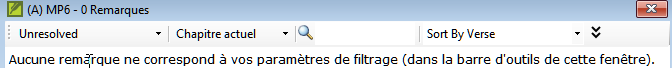 (A) MP6 - 0 Remarques
Unresolved Chapitre actuel Sort By Verse
Aucune remarque ne correspond à vos paramètres de filtrage (dans la barre d'outils de cette fenêtre).